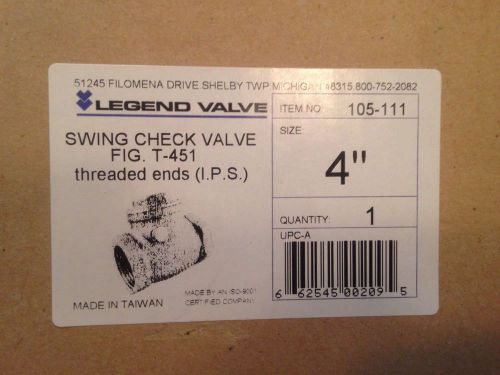 51245 FILOMENA DRIVE SHELBY TWP MICHIGAN 48315 800-752-2082
LEGEND VALVE
ITEM NO: 105-111
SWING CHECK VALVE
FIG. T-451
threaded ends (I.P.S.)
SIZE:
4"
QUANTITY: 1
UPC-A
6 62545 00209 5
MADE IN TAIWAN
MADE BY AN ISO-9001
CERTIFIED COMPANY